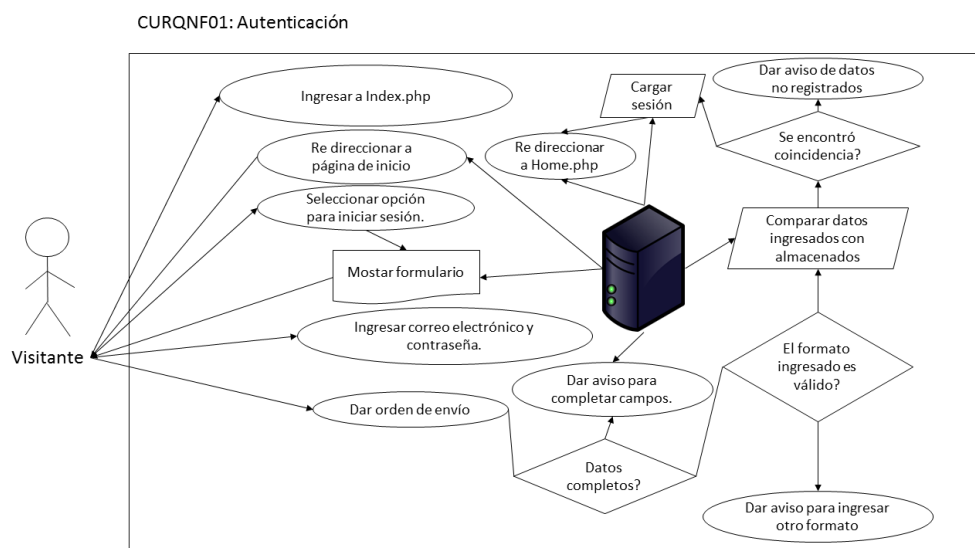 CURQNF01: Autenticación
Ingresar a Index.php
Re direccionar a
página de inicio
Seleccionar opción
para iniciar sesión.
Mostar formulario
Ingresar correo electrónico y
contraseña.
Dar orden de envío
Visitante
Cargar
sesión
Re direccionar
a Home.php
Dar aviso de datos
no registrados
Se encontró
coincidencia?
Comparar datos
ingresados con
almacenados
El formato
ingresado es
válido?
Dar aviso para
completar campos.
Datos
completos?
Dar aviso para ingresar
otro formato